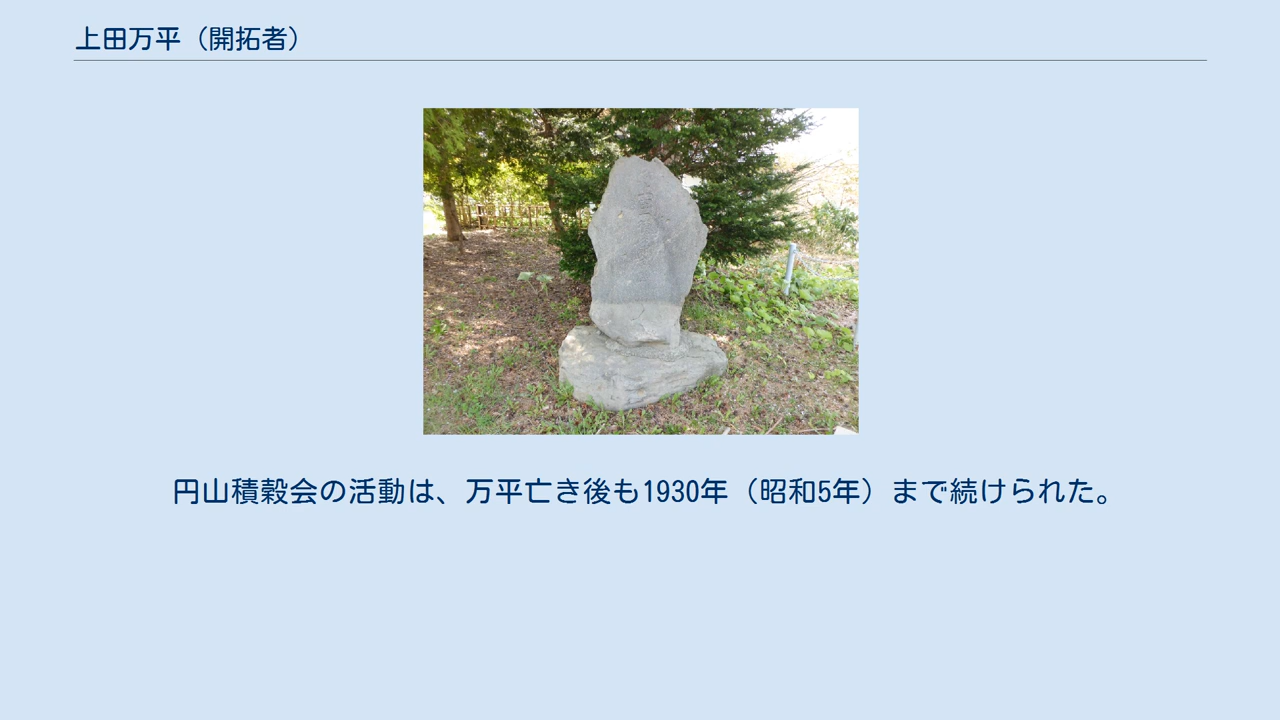 上田万平（開拓者）
円山積穀会の活動は、万平亡き後も1930年（昭和5年）まで続けられた。